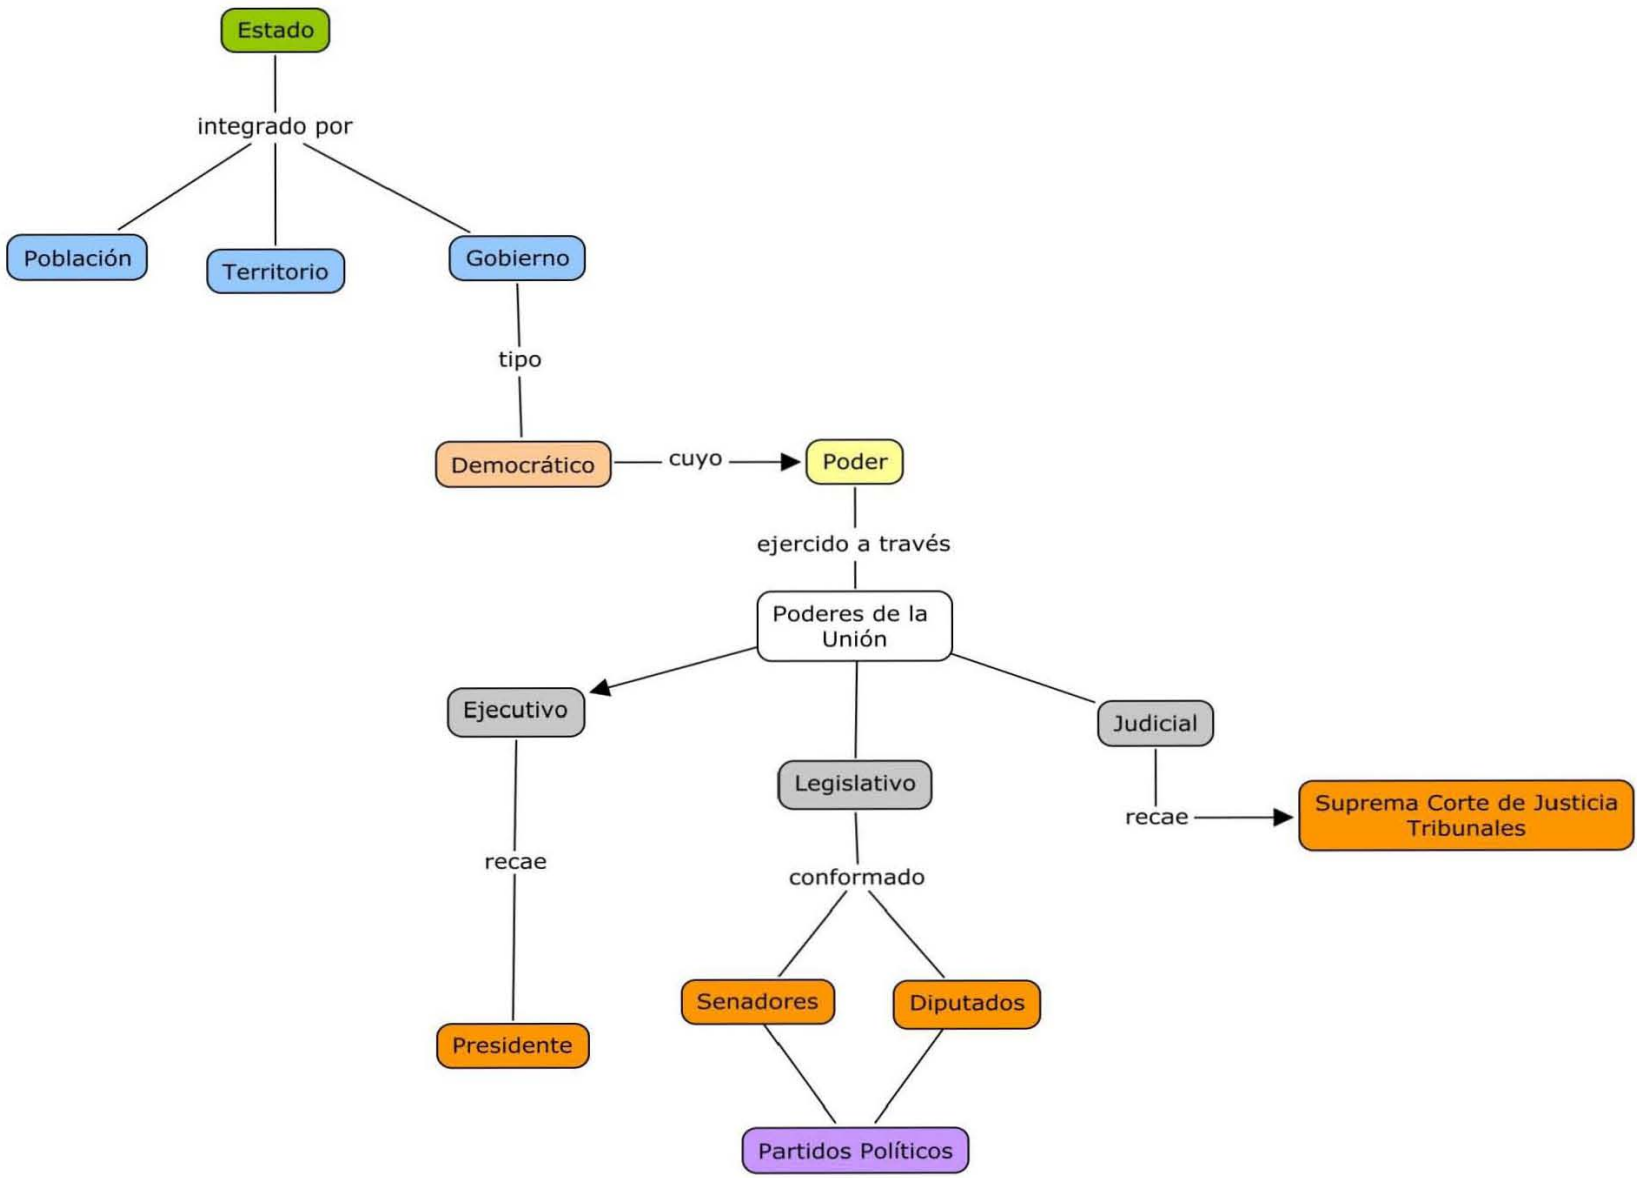 Estado
integrado por
Población
Territorio
Gobierno
tipo
Democrático
cuyo
Poder
ejercido a través
Poderes de la
Unión
Ejecutivo
Judicial
Legislativo
recae
Suprema Corte de Justicia
Tribunales
recae
conformado
Senadores
Diputados
Presidente
Partidos Políticos